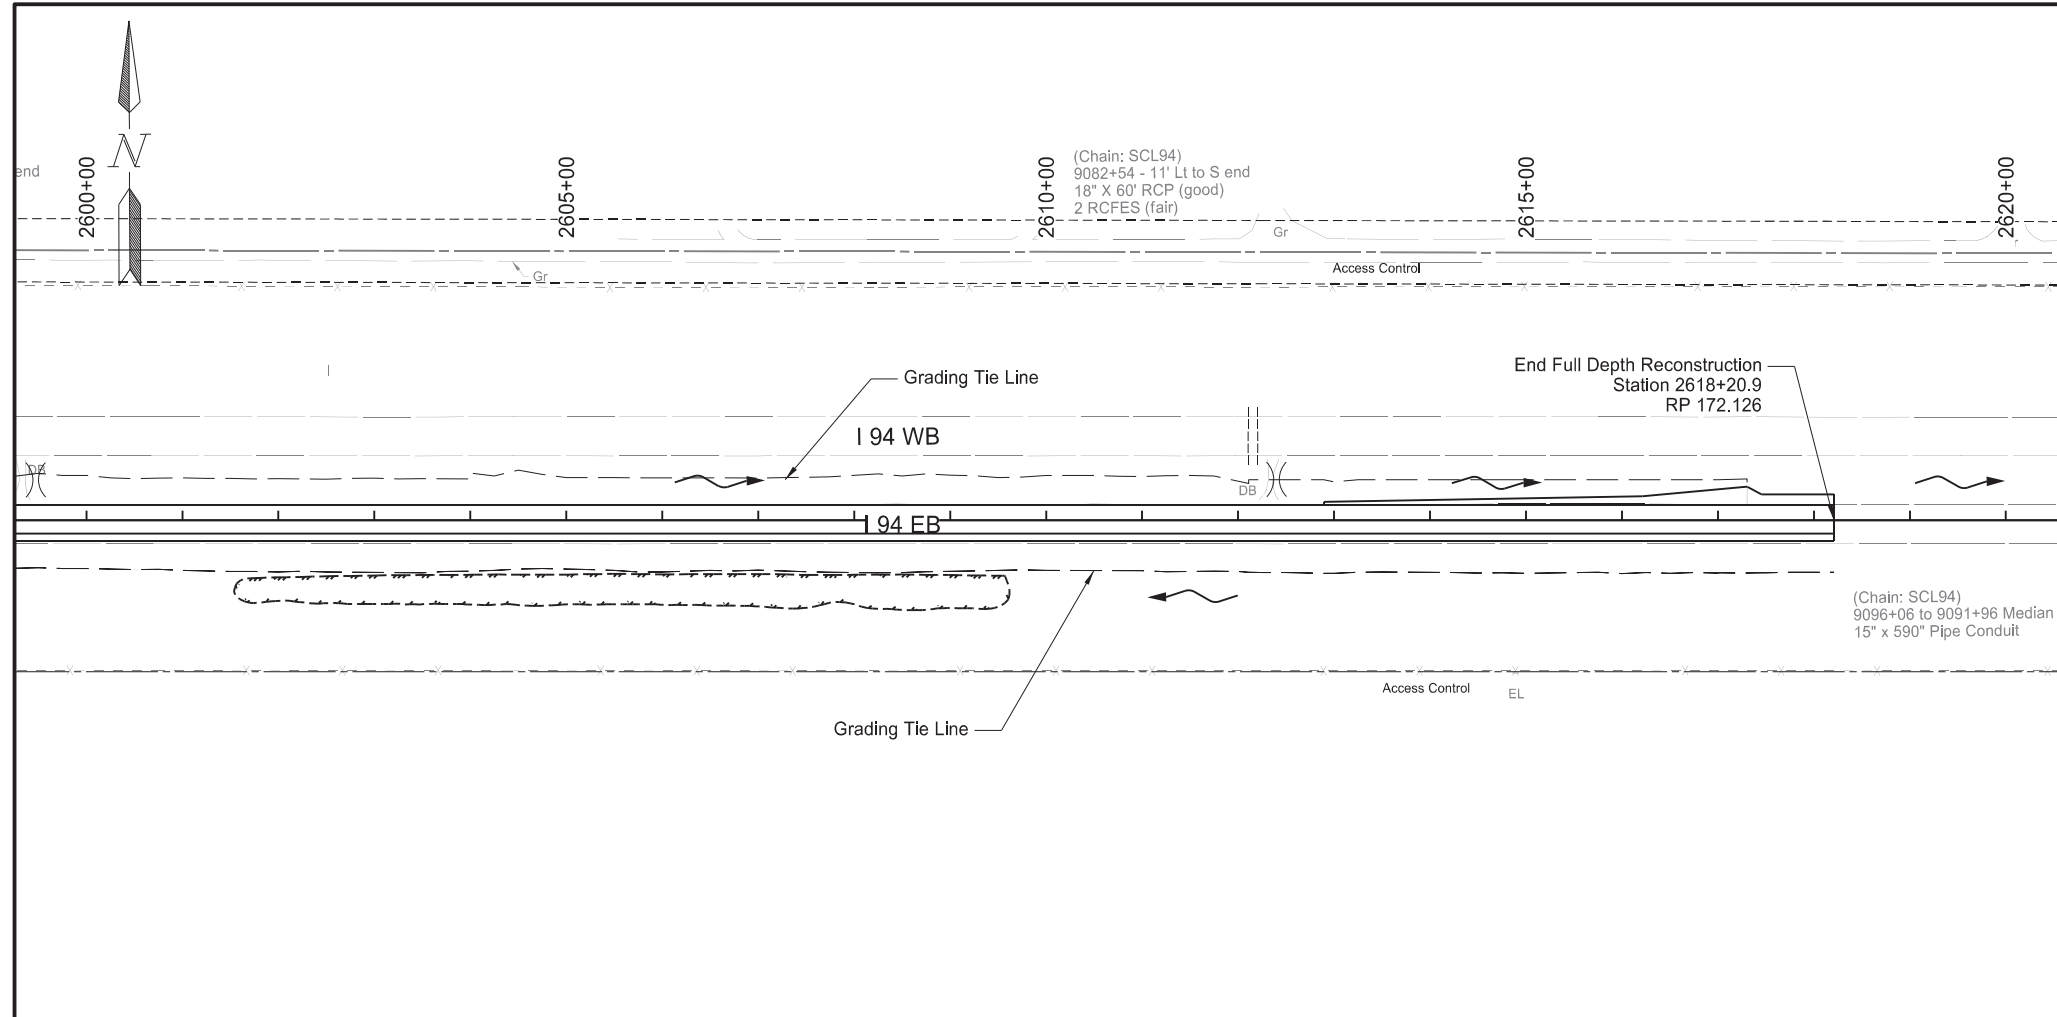 N
end
2600+00
2605+00
2610+00
2615+00
2620+00
(Chain: SCL94)
9082+54 - 11' Lt to S end
18" X 60' RCP (good)
2 RCFES (fair)
Gr
Gr
r
Access Control
End Full Depth Reconstruction
Station 2618+20.9
RP 172.126
Grading Tie Line
I 94 WB
DB
DB
I 94 EB
(Chain: SCL94)
9096+06 to 9091+96 Median
15" x 590" Pipe Conduit
Access Control
EL
Grading Tie Line